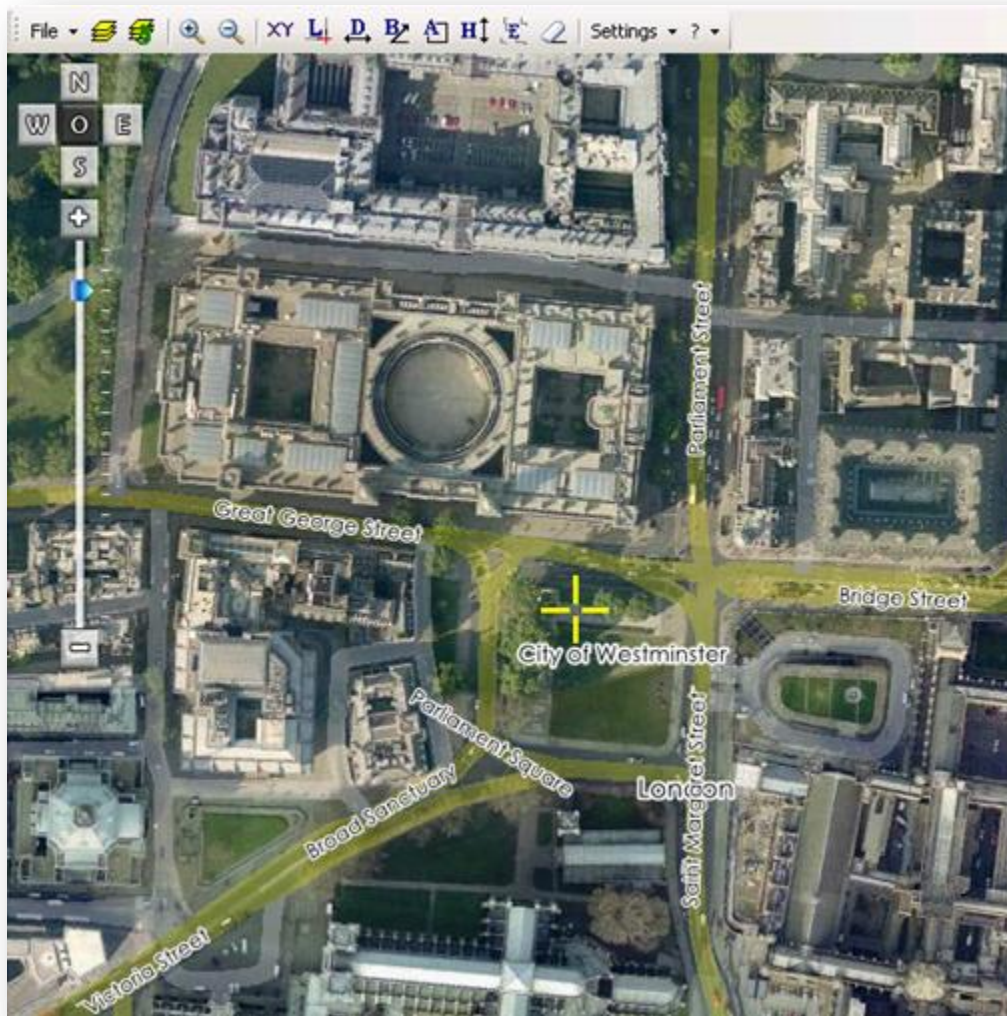 File XY L D B A H E Settings ?
N
W O E
S
+
Parliament Street
Great George Street
Bridge Street
City of Westminster
Parliament Square
Saint Margaret Street
London
Broad Sanctuary
Victoria Street
−